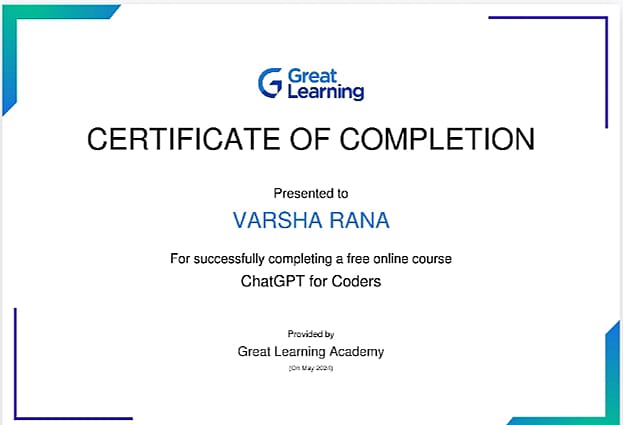 Great
Learning
CERTIFICATE OF COMPLETION
Presented to
VARSHA RANA
For successfully completing a free online course
ChatGPT for Coders
Provided by
Great Learning Academy
(On May 2024)